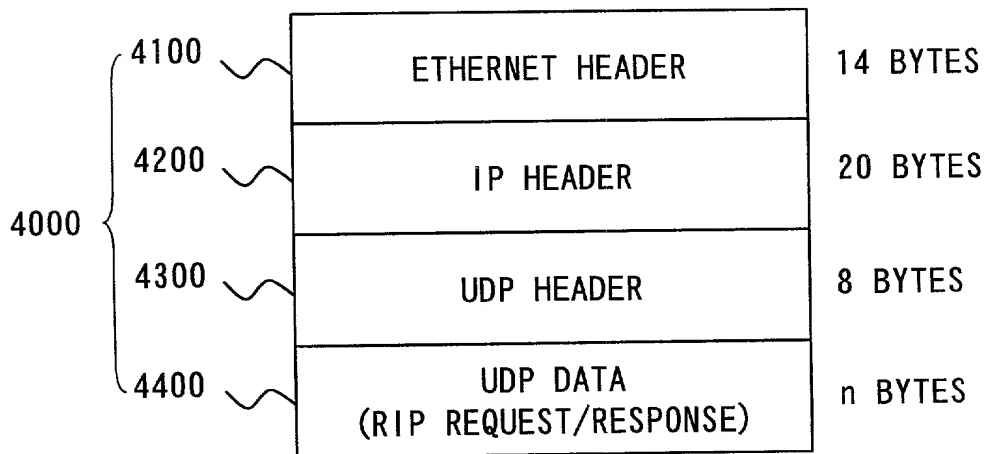 4100 ETHERNET HEADER 14 BYTES
4200 IP HEADER 20 BYTES
4000
4300 UDP HEADER 8 BYTES
4400 UDP DATA n BYTES
(RIP REQUEST/RESPONSE)